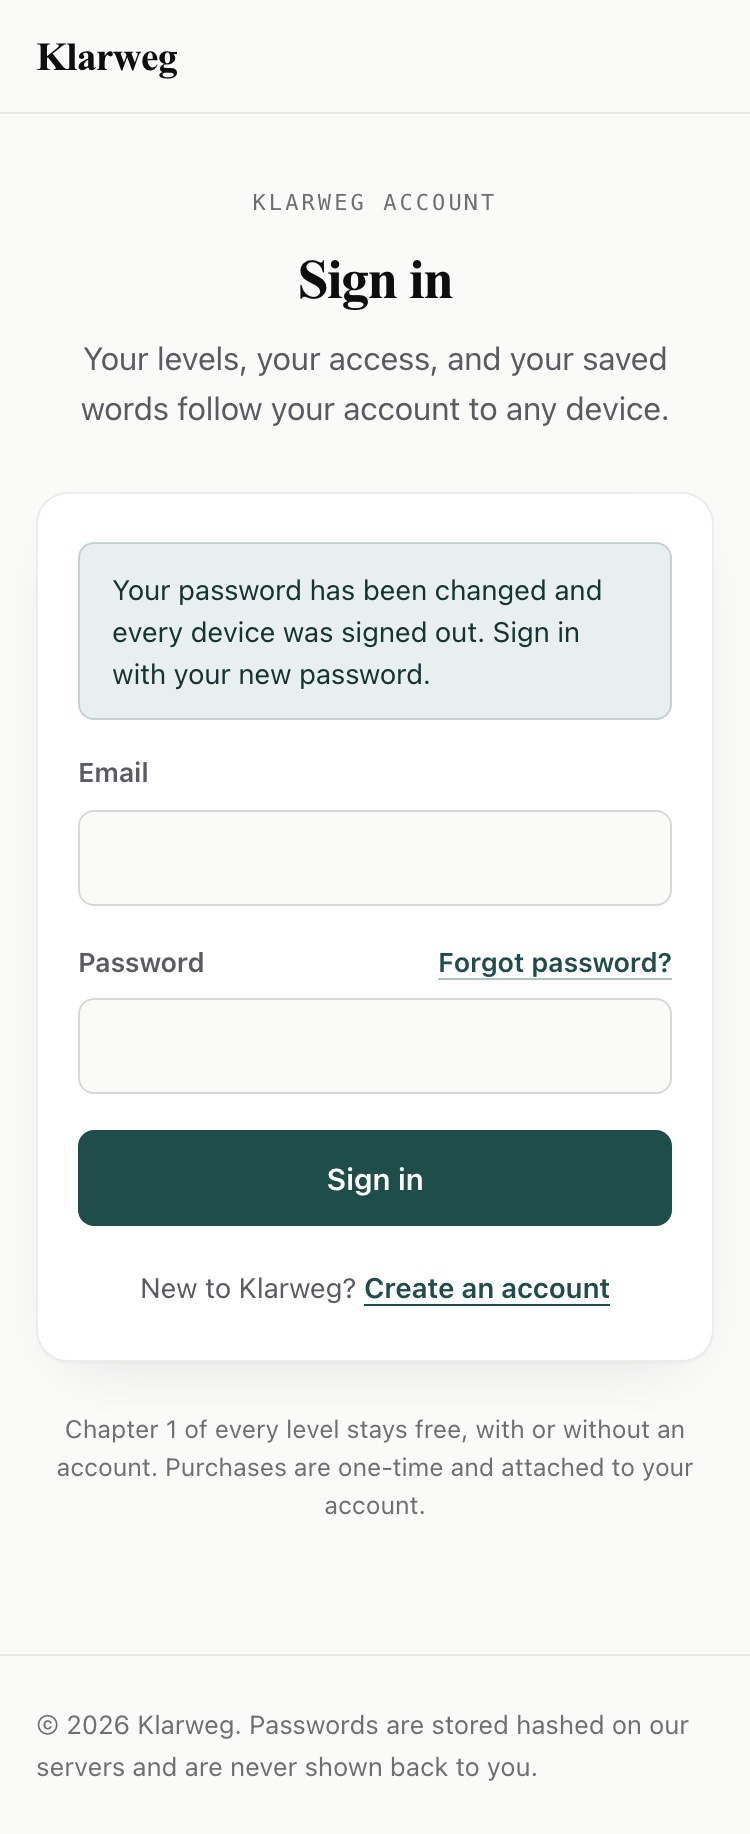 Klarweg
KLARWEG ACCOUNT
Sign in
Your levels, your access, and your saved
words follow your account to any device.
Your password has been changed and
every device was signed out. Sign in
with your new password.
Email
Password
Forgot password?
Sign in
New to Klarweg? Create an account
Chapter 1 of every level stays free, with or without an
account. Purchases are one-time and attached to your
account.
© 2026 Klarweg. Passwords are stored hashed on our
servers and are never shown back to you.